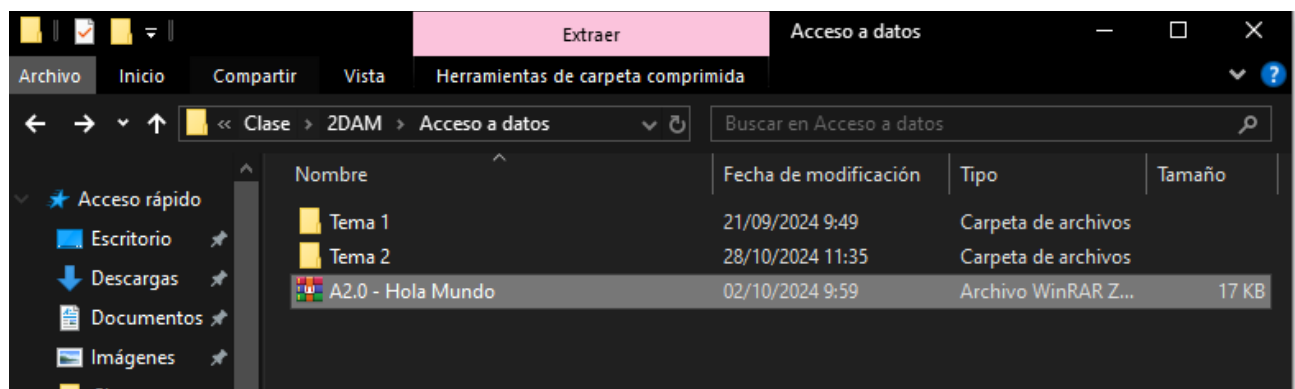 Extraer Acceso a datos
Archivo Inicio Compartir Vista Herramientas de carpeta comprimida
« Clase > 2DAM > Acceso a datos Buscar en Acceso a datos
Nombre Fecha de modificación Tipo Tamaño
Acceso rápido
Tema 1 21/09/2024 9:49 Carpeta de archivos
Escritorio
Tema 2 28/10/2024 11:35 Carpeta de archivos
Descargas
A2.0 - Hola Mundo 02/10/2024 9:59 Archivo WinRAR Z... 17 KB
Documentos
Imágenes